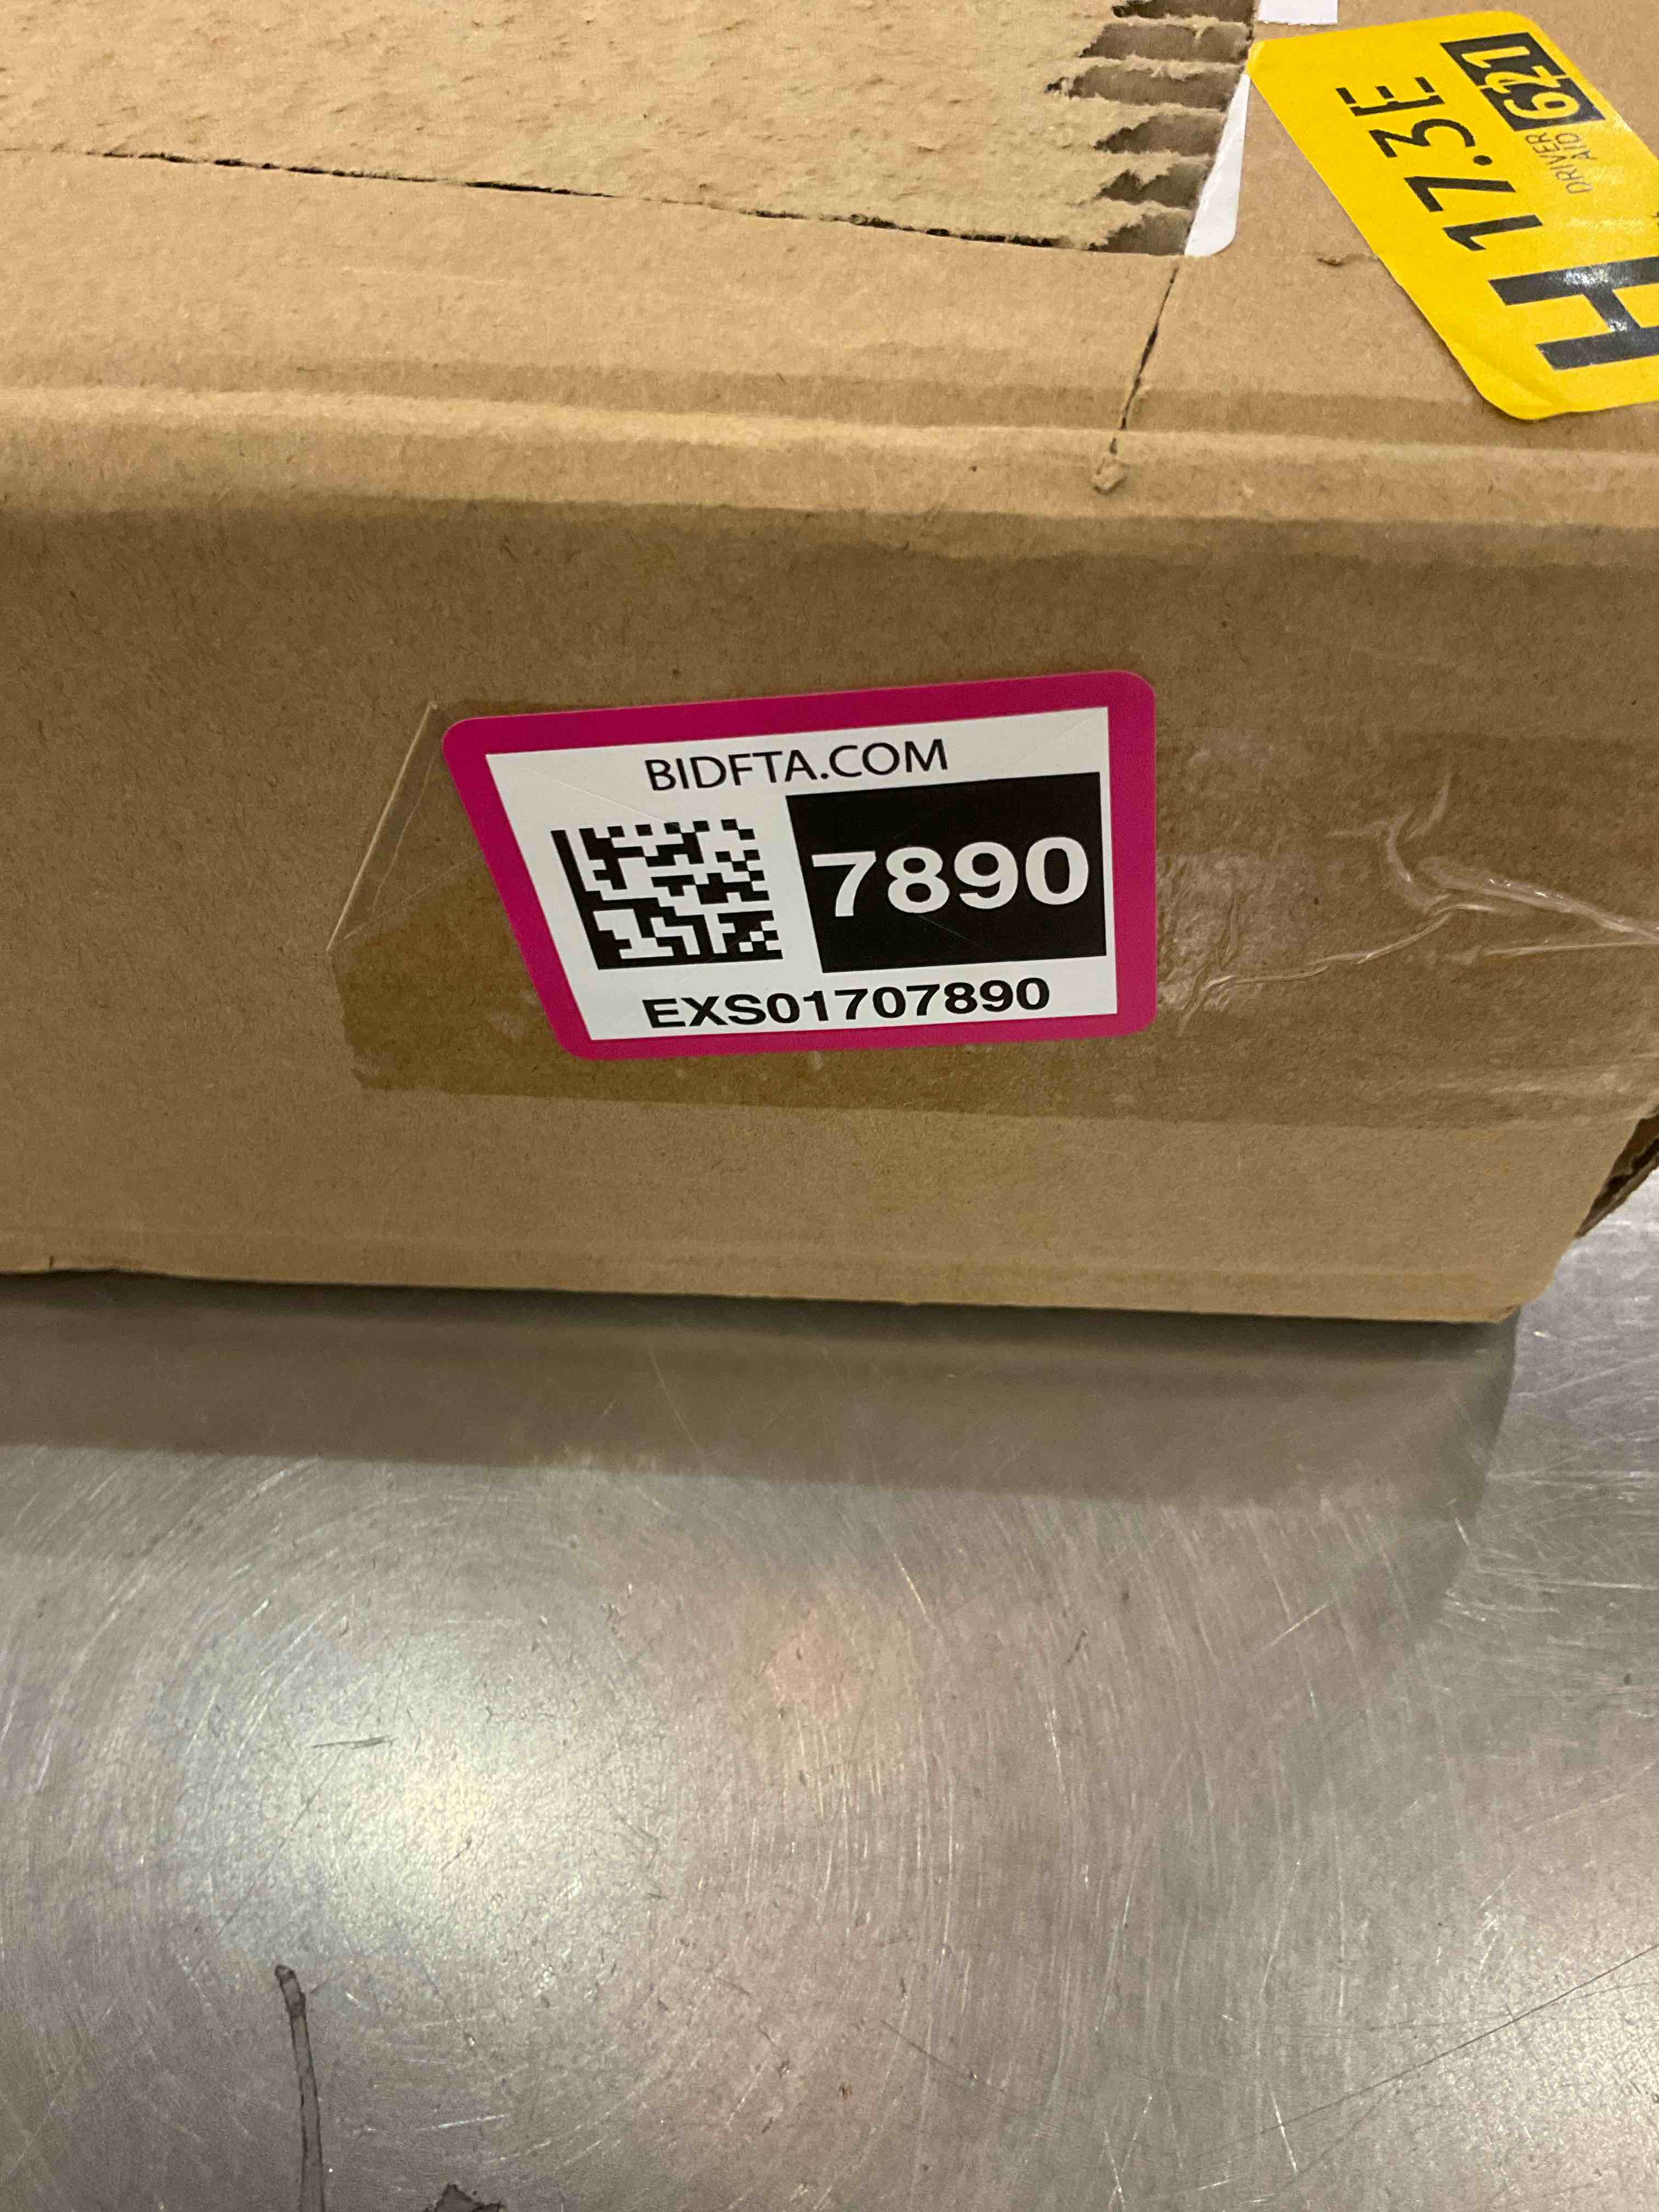 H 17.3E
DRIVER
AID
621
BIDFTA.COM
7890
EXS01707890